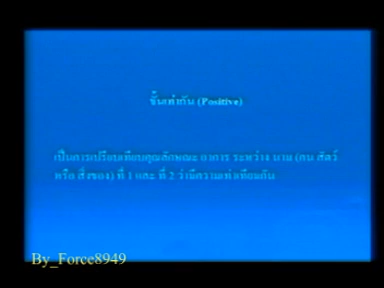 ขั้นเท่ากัน (Positive)
เป็นการเปรียบเทียบคุณลักษณะ อาการ ระหว่าง นาม (คน สัตว์
หรือ สิ่งของ) ที่ 1 และ ที่ 2 ว่ามีความเท่าเทียมกัน
By_Force8949